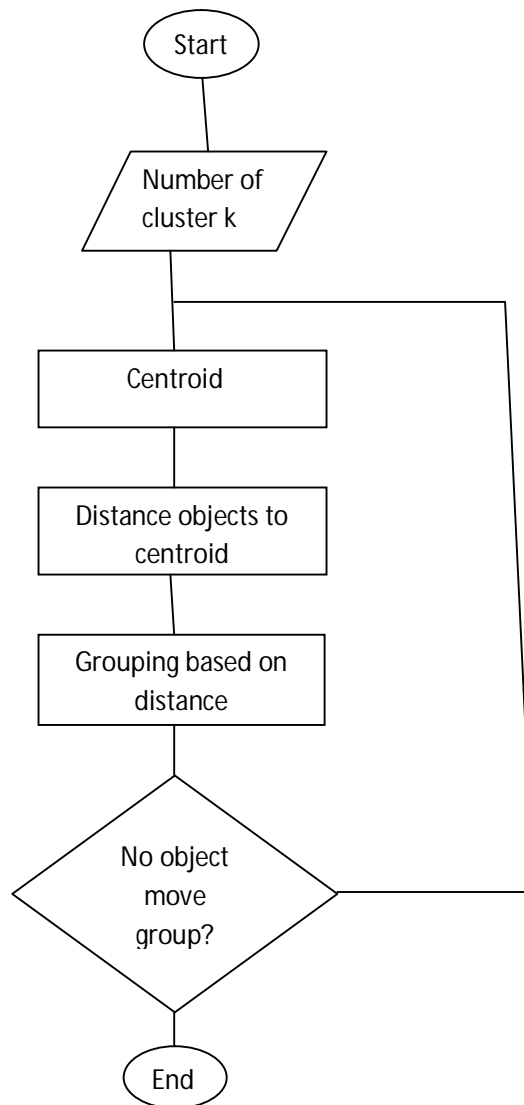 Start
Number of
cluster k
Centroid
Distance objects to
centroid
Grouping based on
distance
No object
move
group?
End